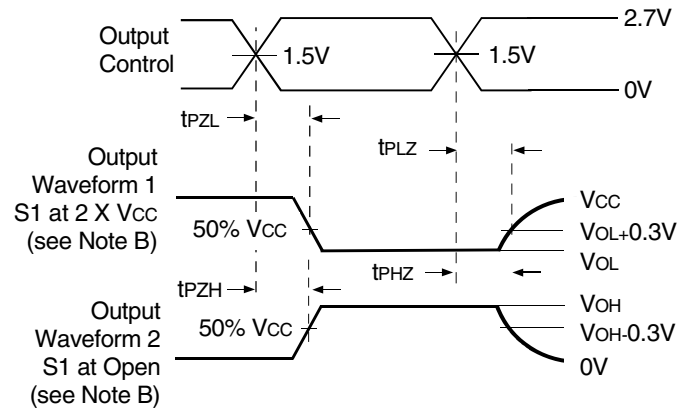 Output
Control
1.5V
1.5V
2.7V
0V
tPZL
tPLZ
Output
Waveform 1
S1 at 2 X VCC
(see Note B)
50% VCC
VCC
VOL+0.3V
VOL
tPZH
tPHZ
Output
Waveform 2
S1 at Open
(see Note B)
50% VCC
VOH
VOH-0.3V
0V